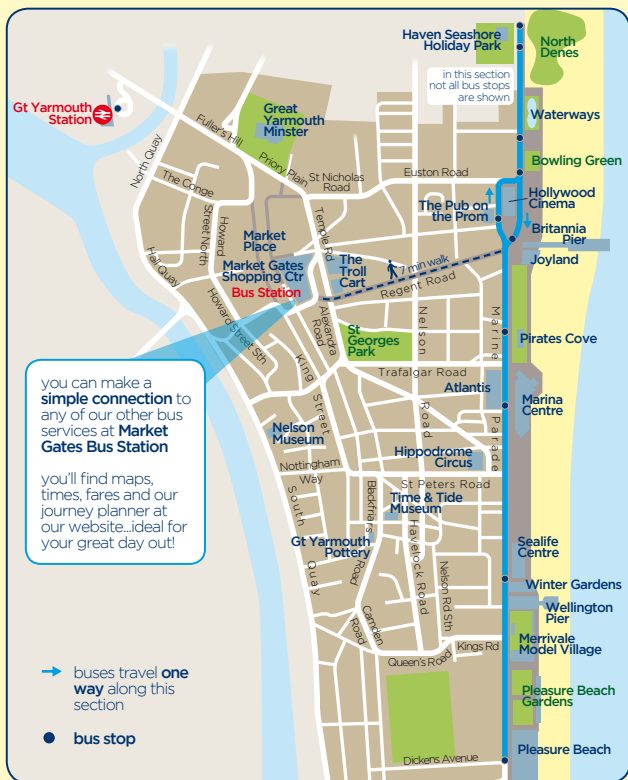 Haven Seashore
Holiday Park
North
Denes
in this section
not all bus stops
are shown
Gt Yarmouth
Station
Great
Yarmouth
Minster
Waterways
Fuller's Hill
North Quay
Priory Plain
St Nicholas
Road
Euston Road
Bowling Green
The Conge
Howard
Street North
Temple Rd
The Pub on
the Prom
Hollywood
Cinema
Market
Place
Britannia
Pier
Market Gates
Shopping Ctr
Bus Station
The
Troll
Cart
7 min walk
Regent Road
Joyland
Hall Quay
Howard Street Sth
Alexandra
Road
St
Georges
Park
Nelson
Road
Marine
Parade
Pirates Cove
King
Street
Trafalgar Road
Atlantis
Marina
Centre
you can make a
simple connection to
any of our other bus
services at Market
Gates Bus Station
you'll find maps,
times, fares and our
journey planner at
our website...ideal for
your great day out!
Nelson
Museum
Hippodrome
Circus
Nottingham
Way
St Peters Road
Blackfriars
Road
Time & Tide
Museum
South
Quay
Gt Yarmouth
Pottery
Havelock Road
Nelson Rd Sth
Sealife
Centre
Winter Gardens
Wellington
Pier
Camden
Road
Kings Rd
Merrivale
Model Village
Queen's Road
buses travel one
way along this
section
Pleasure Beach
Gardens
bus stop
Pleasure Beach
Dickens Avenue